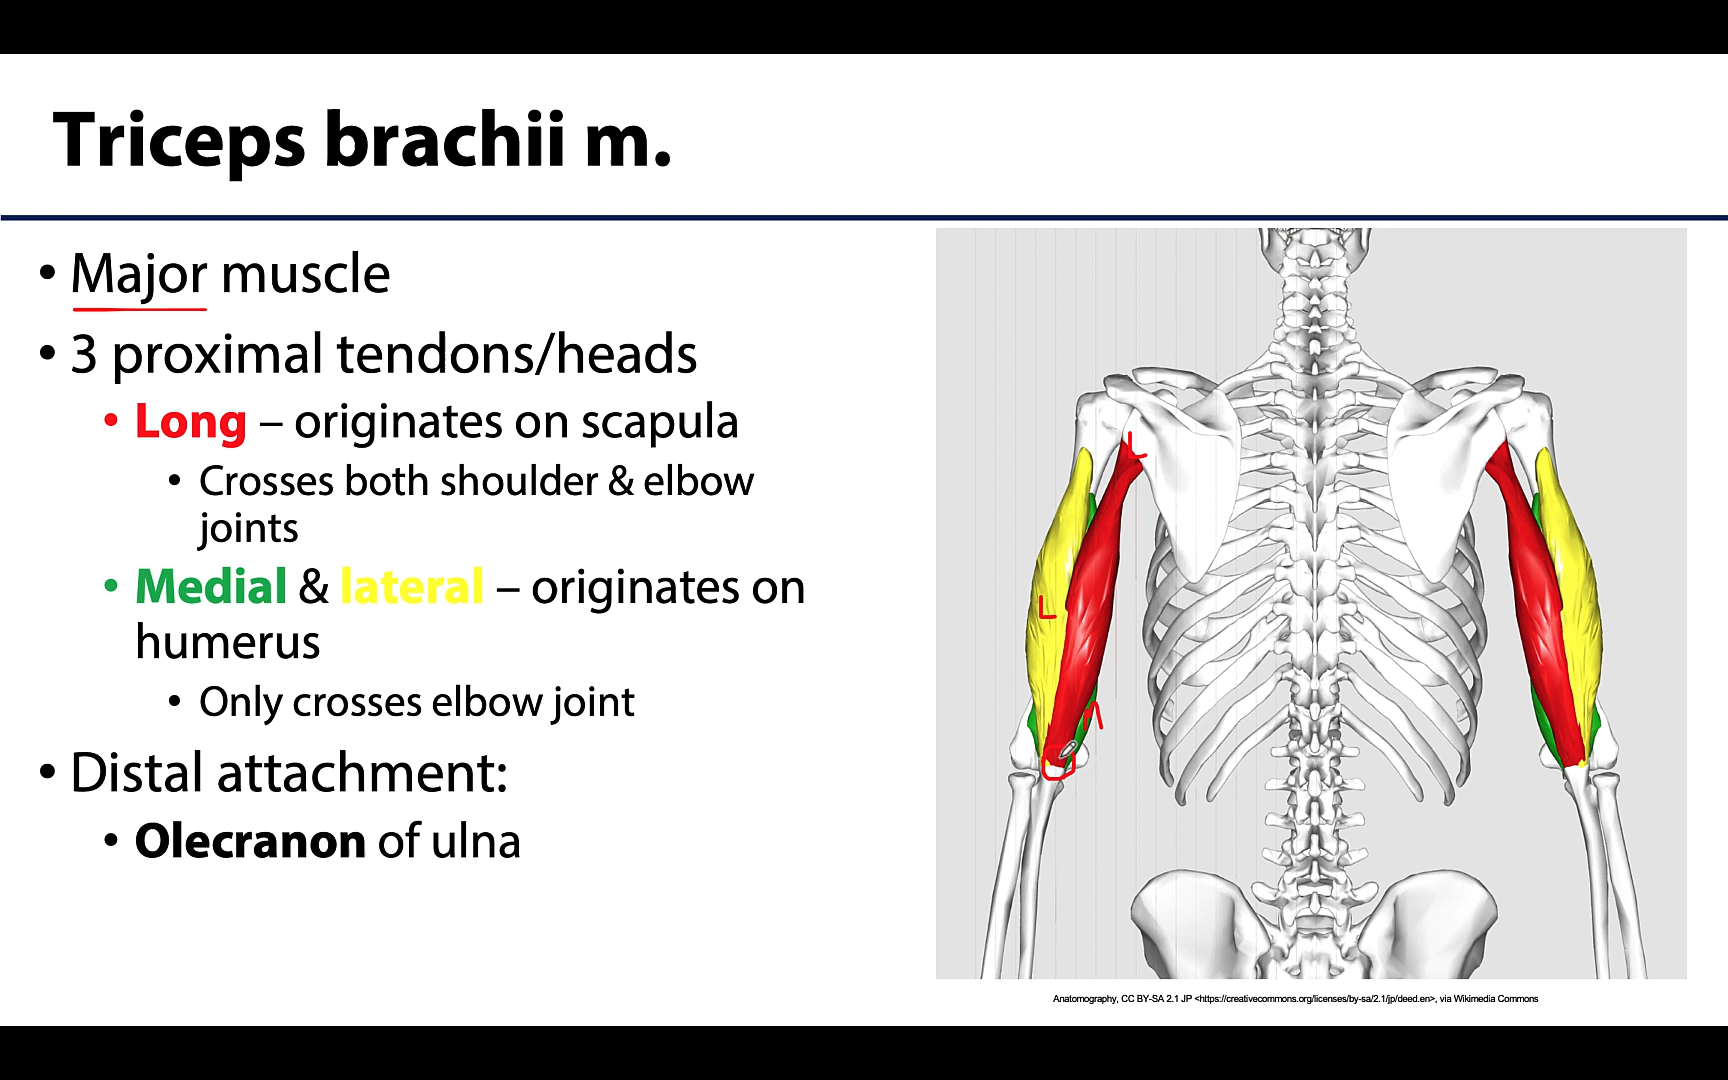 Triceps brachii m.
• Major muscle
• 3 proximal tendons/heads
• Long – originates on scapula
• Crosses both shoulder & elbow
joints
• Medial & lateral – originates on
humerus
• Only crosses elbow joint
• Distal attachment:
• Olecranon of ulna
L
L
M
Anatomography, CC BY-SA 2.1 JP <https://creativecommons.org/licenses/by-sa/2.1/jp/deed.en>, via Wikimedia Commons